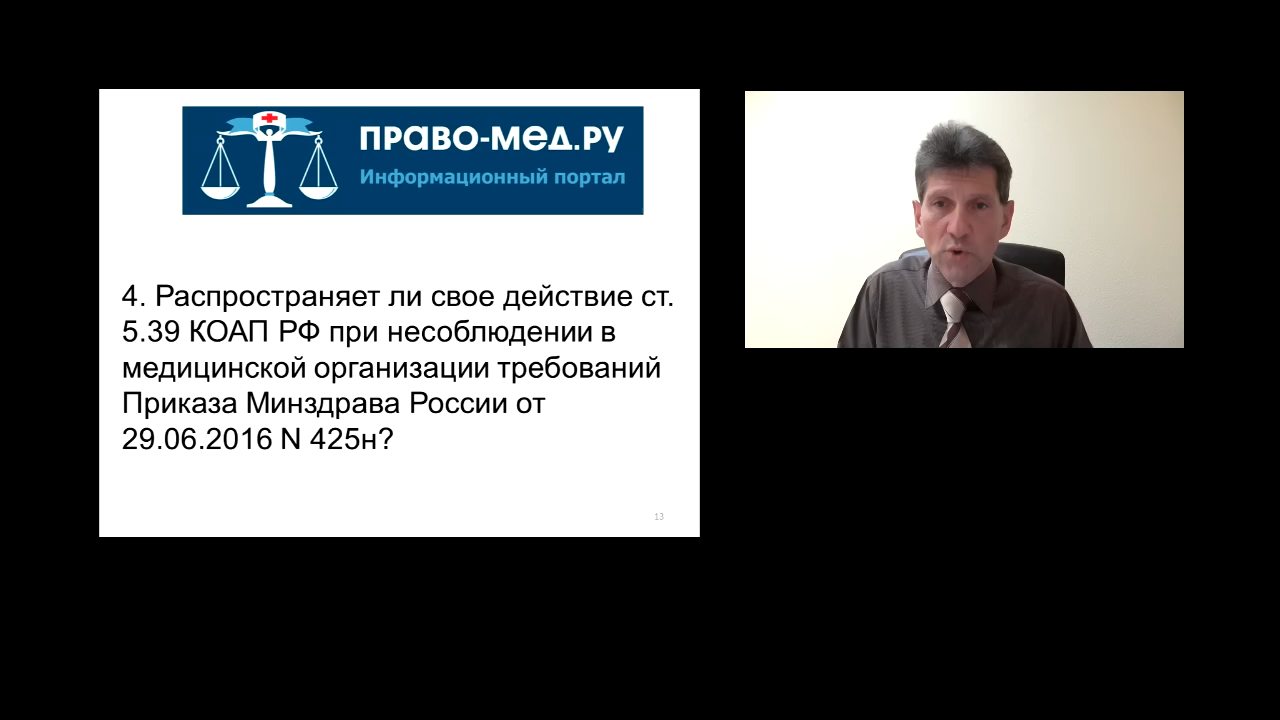 ПРАВО-МЕД.РУ
Информационный портал
4. Распространяет ли свое действие ст.
5.39 КОАП РФ при несоблюдении в
медицинской организации требований
Приказа Минздрава России от
29.06.2016 N 425н?
13